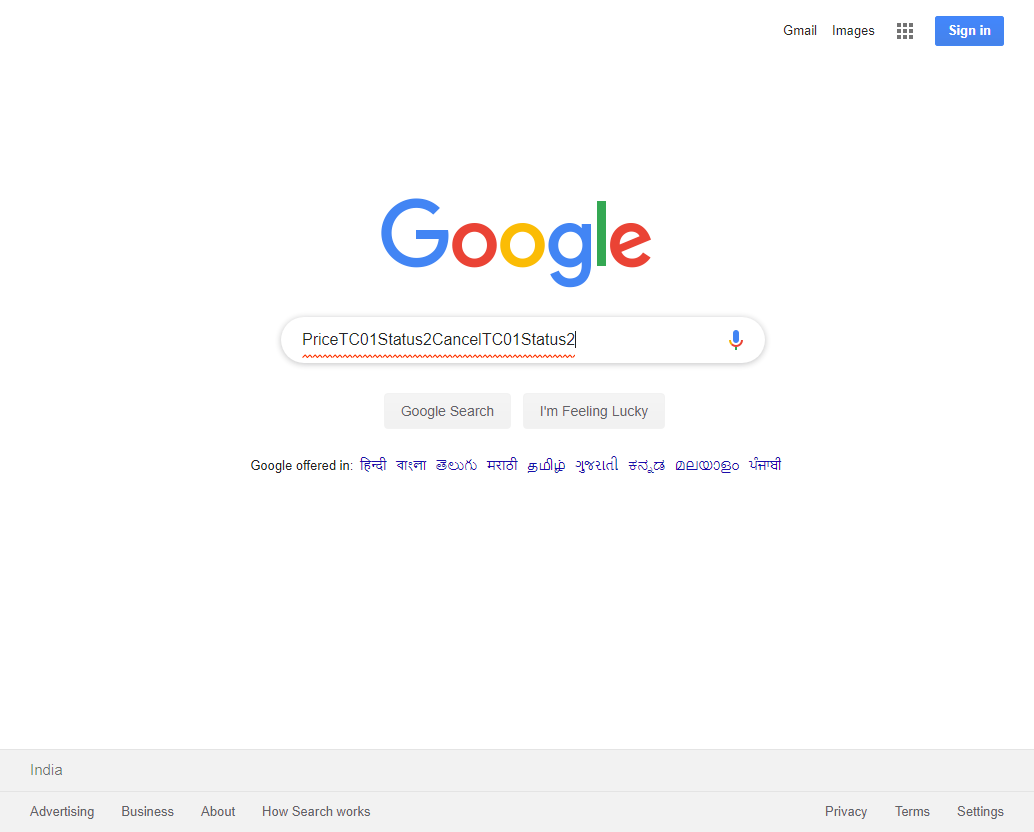 Gmail Images Sign in
Google
PriceTC01Status2CancelTC01Status2
Google Search I'm Feeling Lucky
Google offered in: हिन्दी বাংলা తెలుగు मराठी தமிழ் ગુજરાતી ಕನ್ನಡ മലയാളം ਪੰਜਾਬੀ
India
Advertising Business About How Search works Privacy Terms Settings